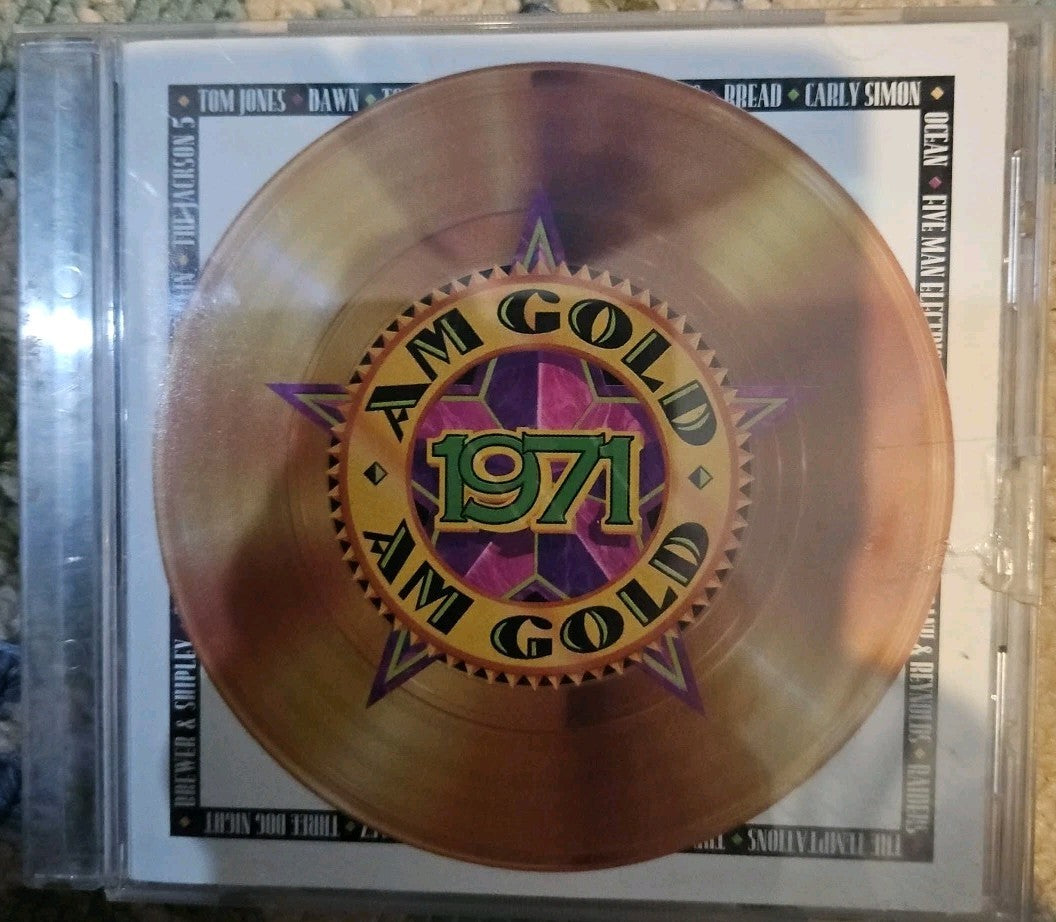 TOM JONES DAWN
BREAD CARLY SIMON
OCEAN FIVE MAN
& REYNOLDS RAIDERS
THE TEMPTATIONS
THREE DOG NIGHT
BREWER & SHIPLEY
THE JACKSON 5
AM GOLD
1971
AM GOLD